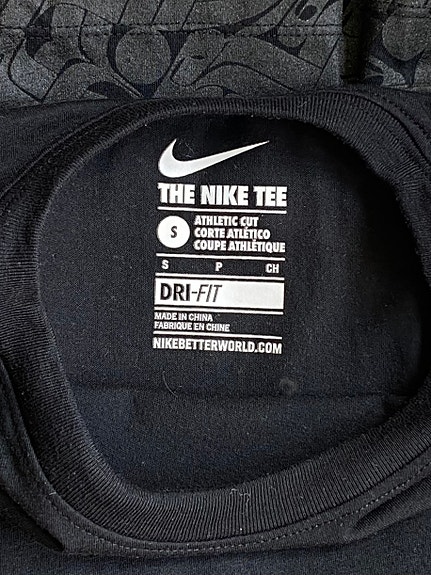 THE NIKE TEE
S
ATHLETIC CUT
CORTE ATLÉTICO
COUPE ATHLÉTIQUE
S P CH
DRI-FIT
MADE IN CHINA
FABRIQUE EN CHINE
NIKEBETTERWORLD.COM